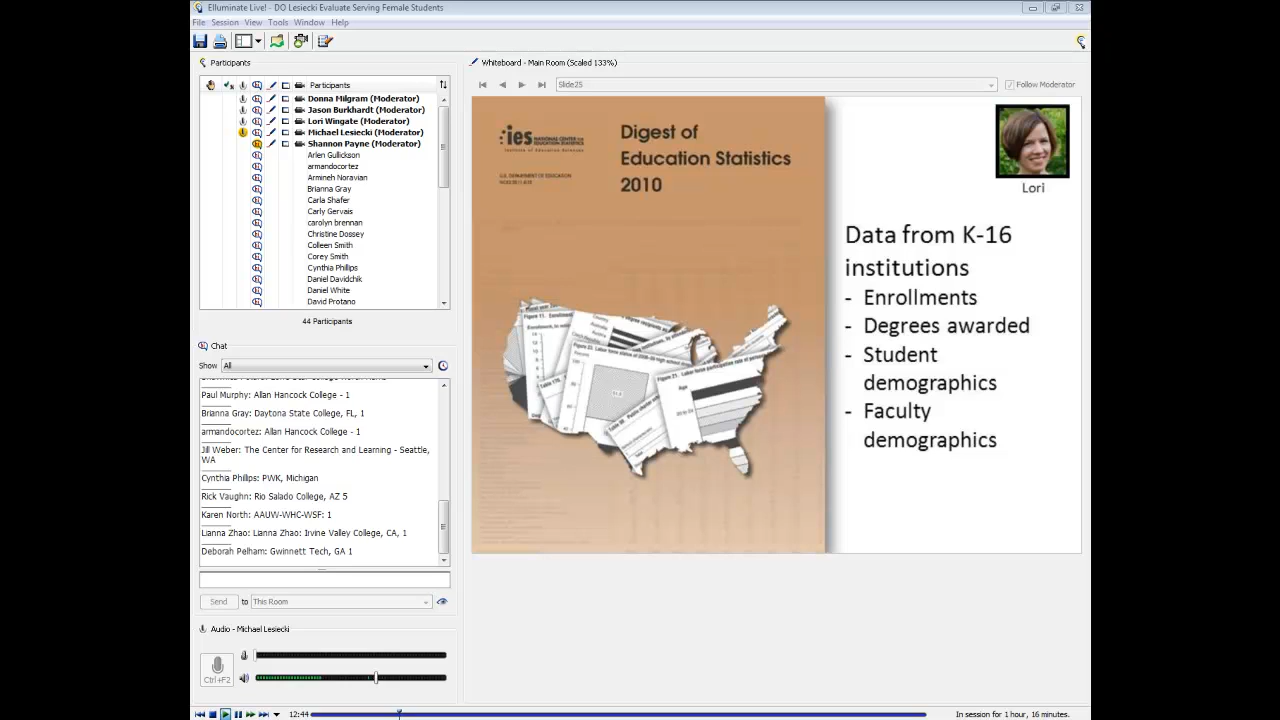 Elluminate Live! - DO Lesiecki Evaluate Serving Female Students
File Session View Tools Window Help
Participants
Participants
Donna Milgram (Moderator)
Jason Burkhardt (Moderator)
Lori Wingate (Moderator)
Michael Lesiecki (Moderator)
Shannon Payne (Moderator)
Arlen Gullickson
armandocortez
Armineh Noravian
Brianna Gray
Carla Shafer
Carly Gervais
carolyn brennan
Christine Dossey
Colleen Smith
Corey Smith
Cynthia Phillips
Daniel Davidchik
Daniel White
David Protano
44 Participants
Chat
Show All
Paul Murphy: Allan Hancock College - 1
Brianna Gray: Daytona State College, FL, 1
armandocortez: Allan Hancock College - 1
Jill Weber: The Center for Research and Learning - Seattle,
WA
Cynthia Phillips: PWK, Michigan
Rick Vaughn: Rio Salado College, AZ 5
Karen North: AAUW-WHC-WSF: 1
Lianna Zhao: Lianna Zhao: Irvine Valley College, CA, 1
Deborah Pelham: Gwinnett Tech, GA 1
Send to This Room
Audio - Michael Lesiecki
Ctrl+F2
12:44
In session for 1 hour, 16 minutes.
Whiteboard - Main Room (Scaled 133%)
Slide25
Follow Moderator
ies NATIONAL CENTER FOR
EDUCATION STATISTICS
Institute of Education Sciences
U.S. DEPARTMENT OF EDUCATION
Digest of
Education Statistics
2010
Lori
Data from K-16
institutions
- Enrollments
- Degrees awarded
- Student
demographics
- Faculty
demographics